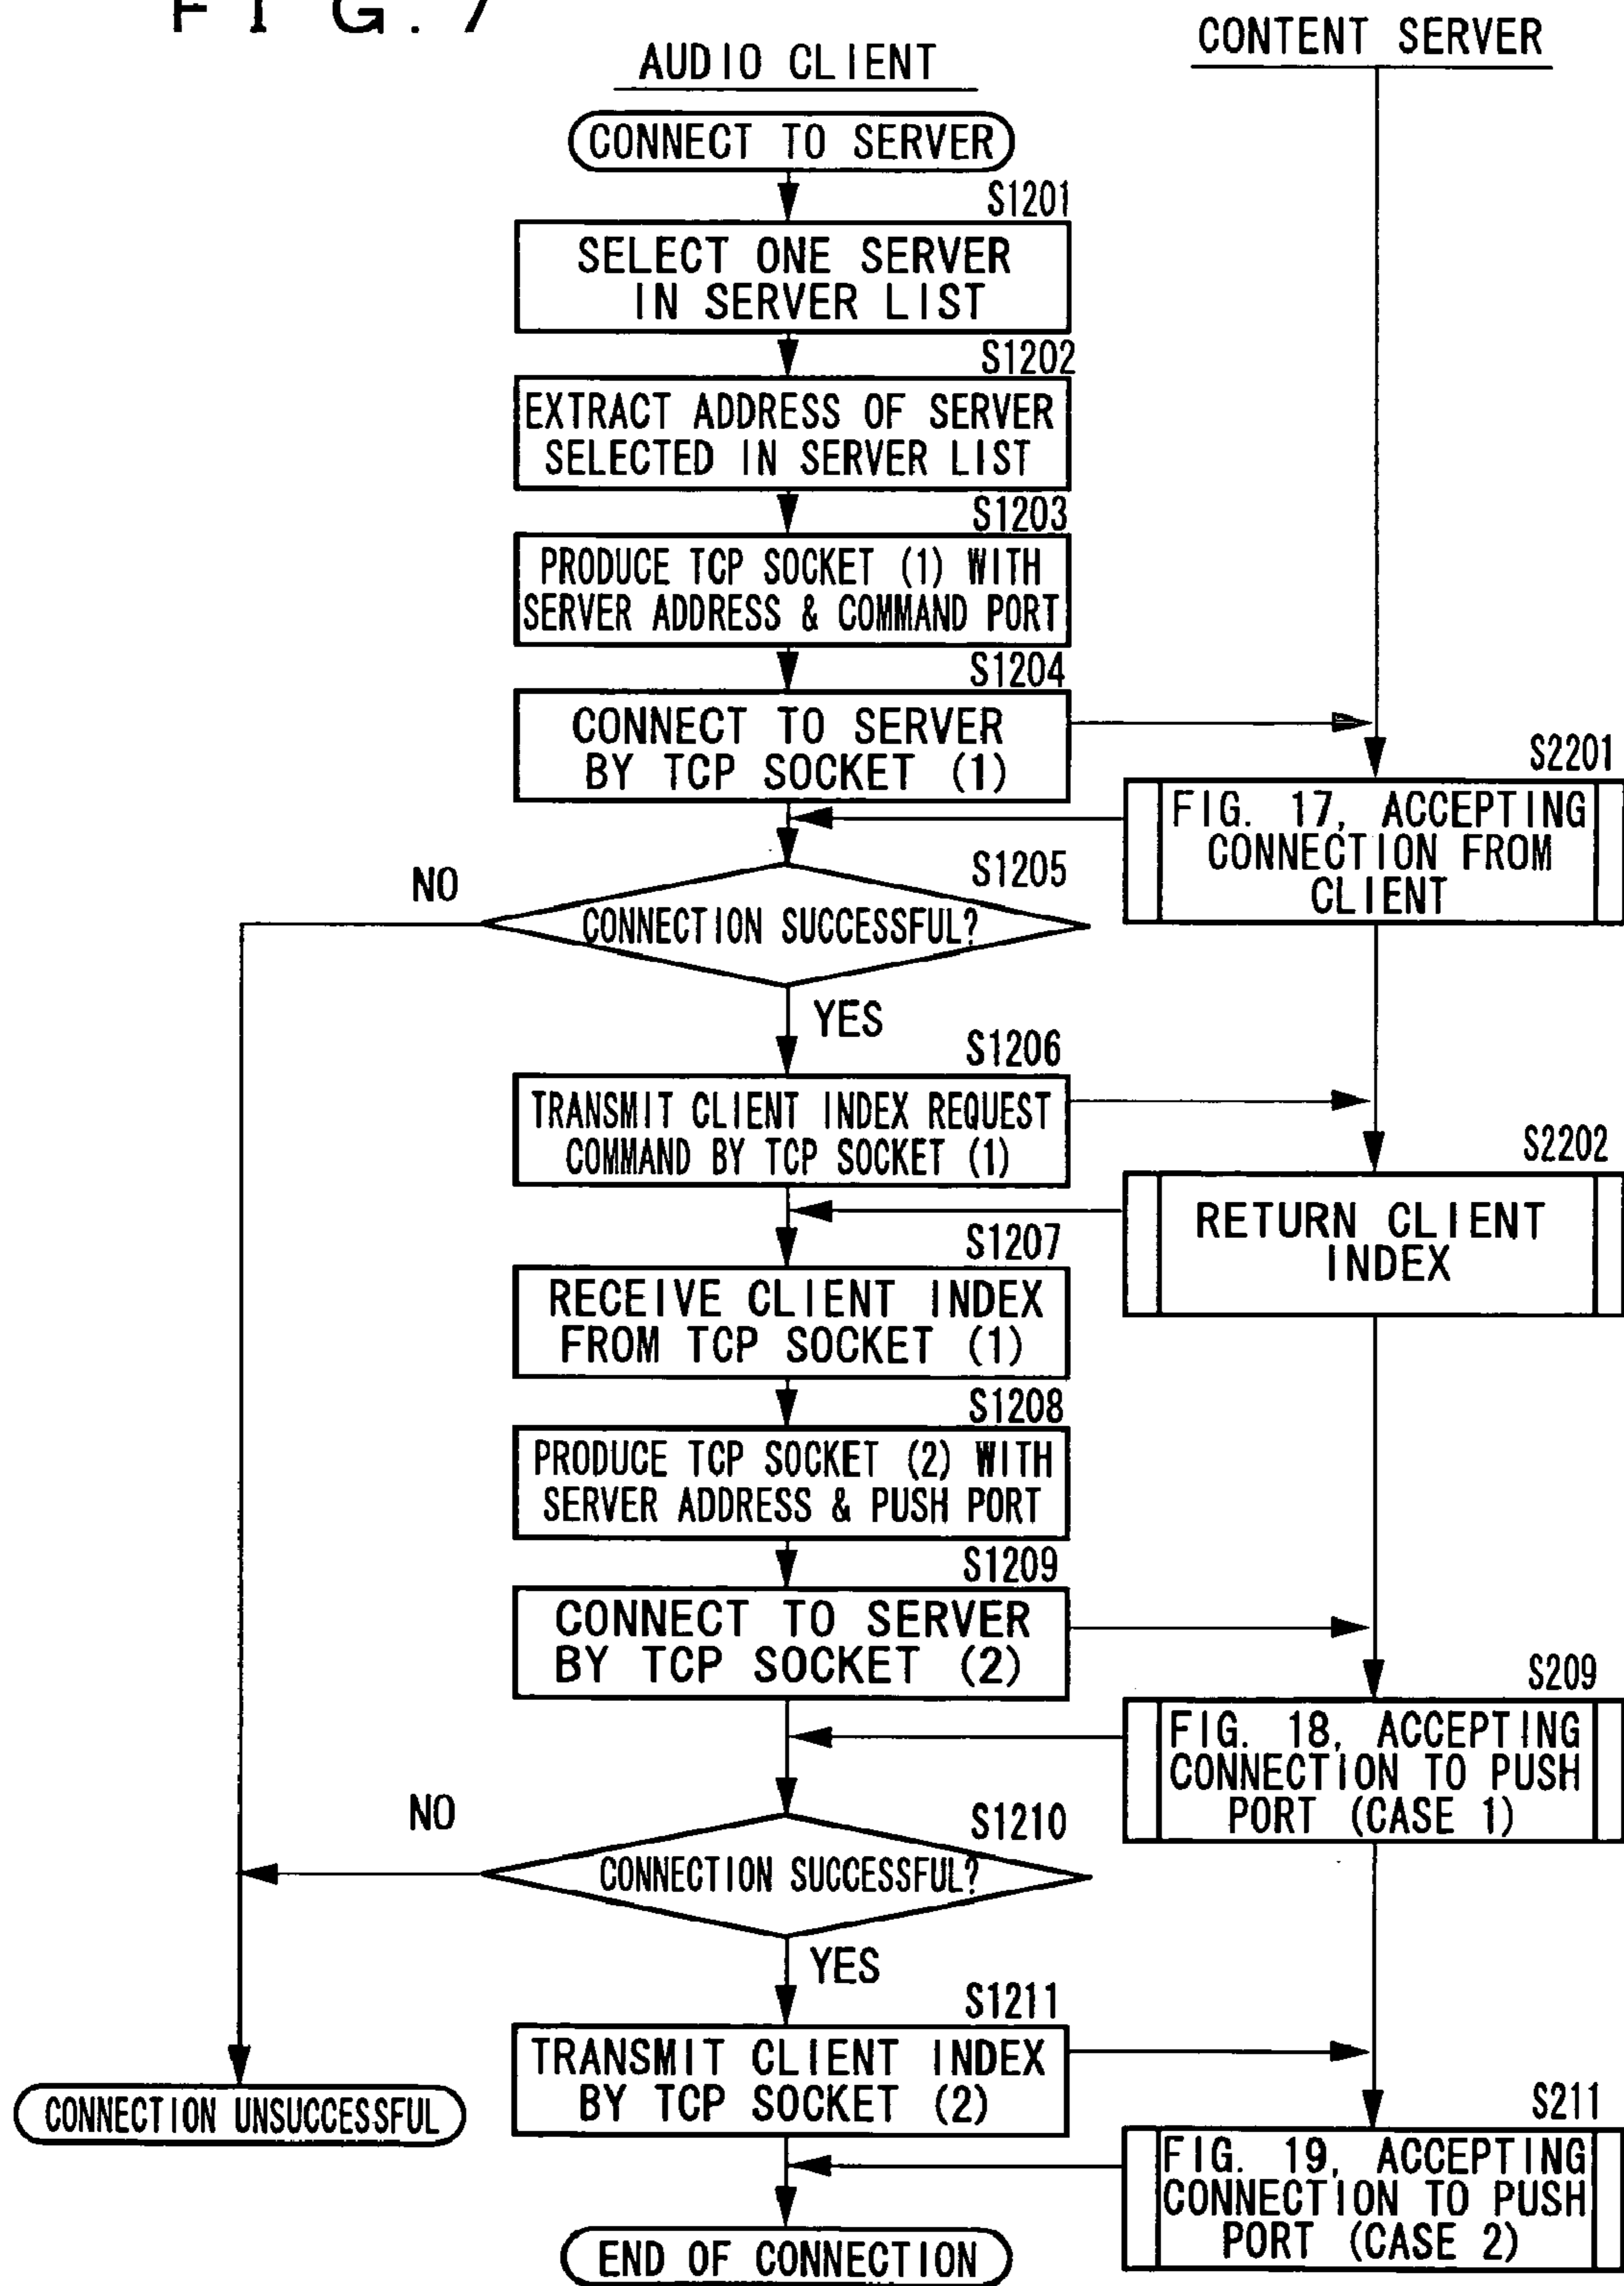 FIG. 7
CONTENT SERVER
AUDIO CLIENT
CONNECT TO SERVER
S1201
SELECT ONE SERVER
IN SERVER LIST
S1202
EXTRACT ADDRESS OF SERVER
SELECTED IN SERVER LIST
S1203
PRODUCE TCP SOCKET (1) WITH
SERVER ADDRESS & COMMAND PORT
S1204
CONNECT TO SERVER
BY TCP SOCKET (1)
S2201
FIG. 17, ACCEPTING
CONNECTION FROM
CLIENT
S1205
NO
CONNECTION SUCCESSFUL?
YES
S1206
TRANSMIT CLIENT INDEX REQUEST
COMMAND BY TCP SOCKET (1)
S2202
RETURN CLIENT
INDEX
S1207
RECEIVE CLIENT INDEX
FROM TCP SOCKET (1)
S1208
PRODUCE TCP SOCKET (2) WITH
SERVER ADDRESS & PUSH PORT
S1209
CONNECT TO SERVER
BY TCP SOCKET (2)
S209
FIG. 18, ACCEPTING
CONNECTION TO PUSH
PORT (CASE 1)
NO
S1210
CONNECTION SUCCESSFUL?
YES
S1211
TRANSMIT CLIENT INDEX
BY TCP SOCKET (2)
CONNECTION UNSUCCESSFUL
S211
FIG. 19, ACCEPTING
CONNECTION TO PUSH
PORT (CASE 2)
END OF CONNECTION